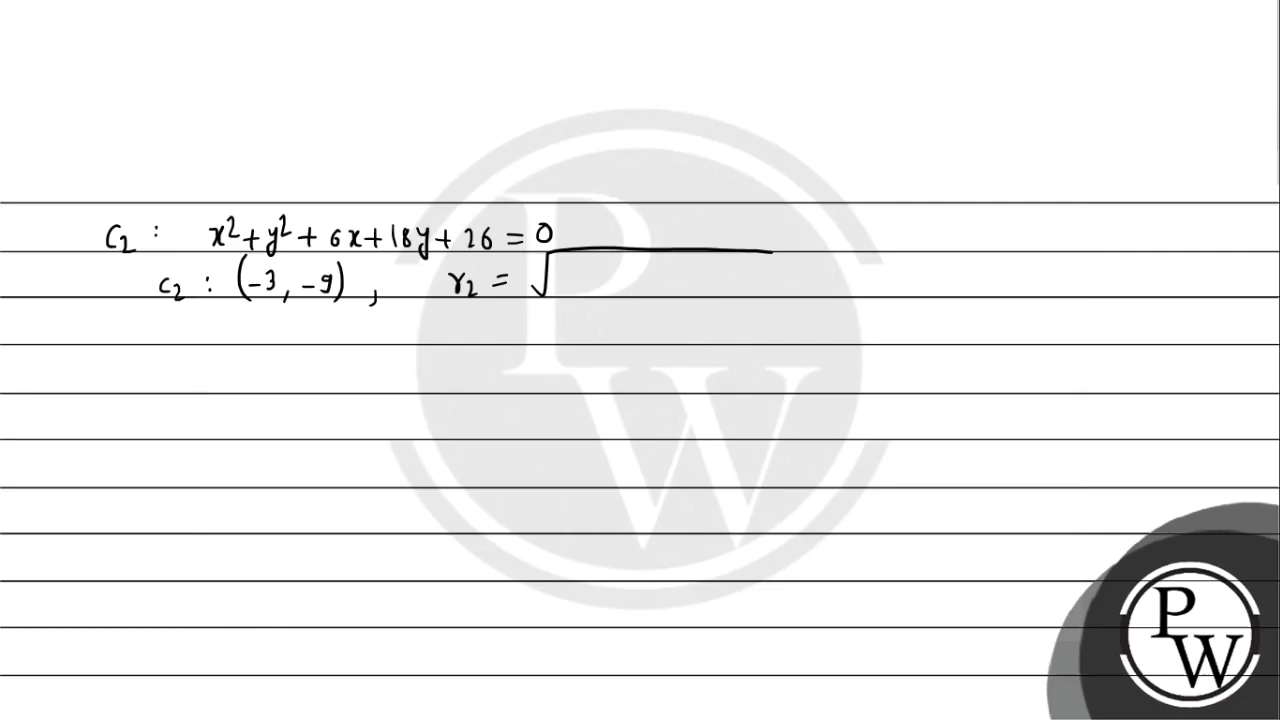 C₂ : x² + y² + 6x + 18y + 26 = 0
c₂ : (-3, -9) , r₂ = √
P
W
P
W